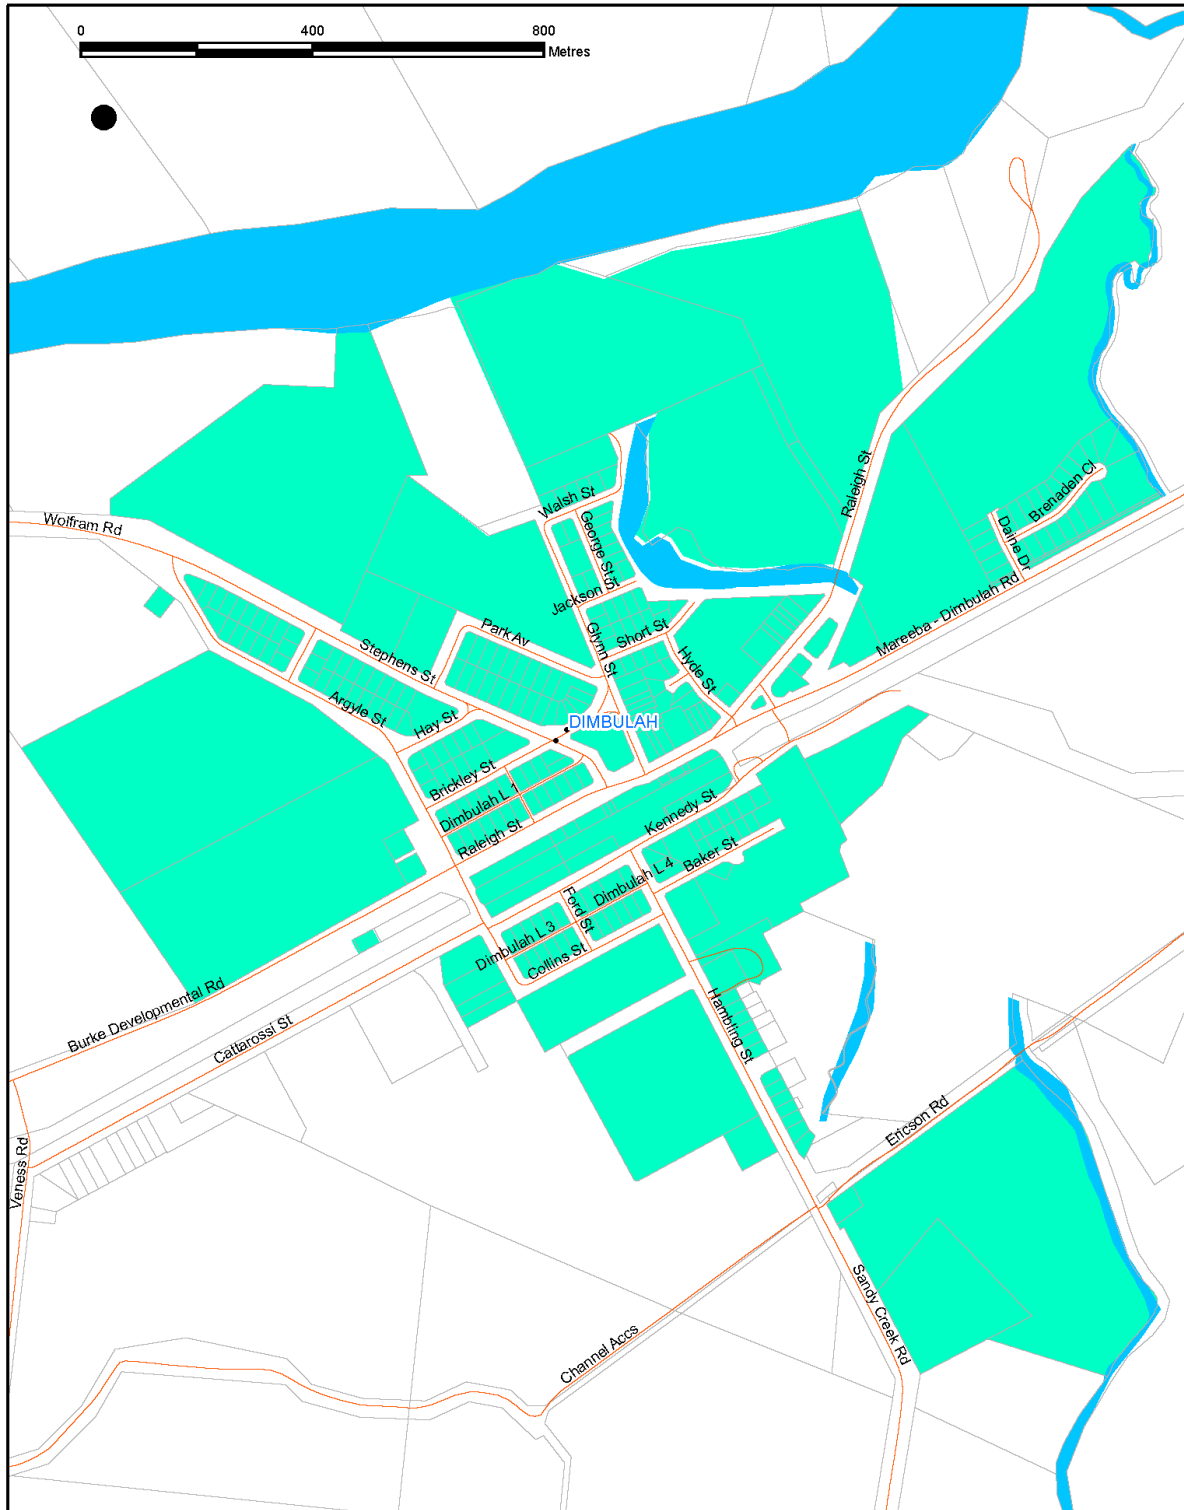 0 400 800
Metres
Wolfram Rd
Walsh St
George St
Jackson St
Raleigh St
Brenaden Cl
Daine Dr
Mareeba - Dimbulah Rd
Park Av
Glynn St
Short St
Hyde St
Stephens St
Argyle St
Hay St
DIMBULAH
Brickley St
Dimbulah L 1
Raleigh St
Kennedy St
Baker St
Dimbulah L 4
Ford St
Dimbulah L 3
Collins St
Burke Developmental Rd
Cattarossi St
Hambling St
Ericson Rd
Veness Rd
Sandy Creek Rd
Channel Accs